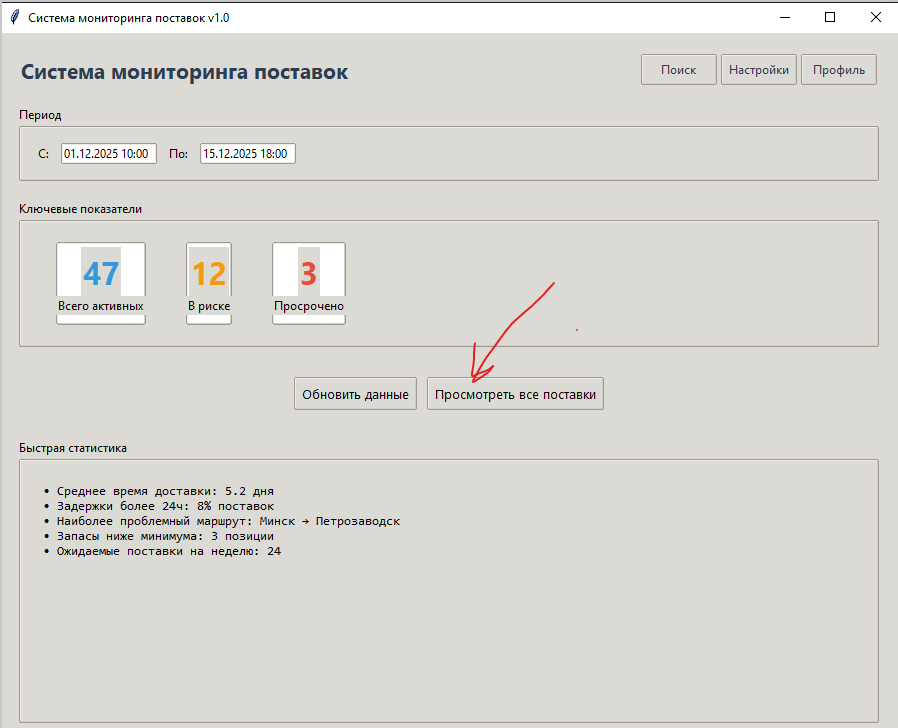 Система мониторинга поставок v1.0
Система мониторинга поставок
Поиск Настройки Профиль
Период
С: 01.12.2025 10:00 По: 15.12.2025 18:00
Ключевые показатели
47 12 3
Всего активных В риске Просрочено
Обновить данные Просмотреть все поставки
Быстрая статистика
• Среднее время доставки: 5.2 дня
• Задержки более 24ч: 8% поставок
• Наиболее проблемный маршрут: Минск → Петрозаводск
• Запасы ниже минимума: 3 позиции
• Ожидаемые поставки на неделю: 24